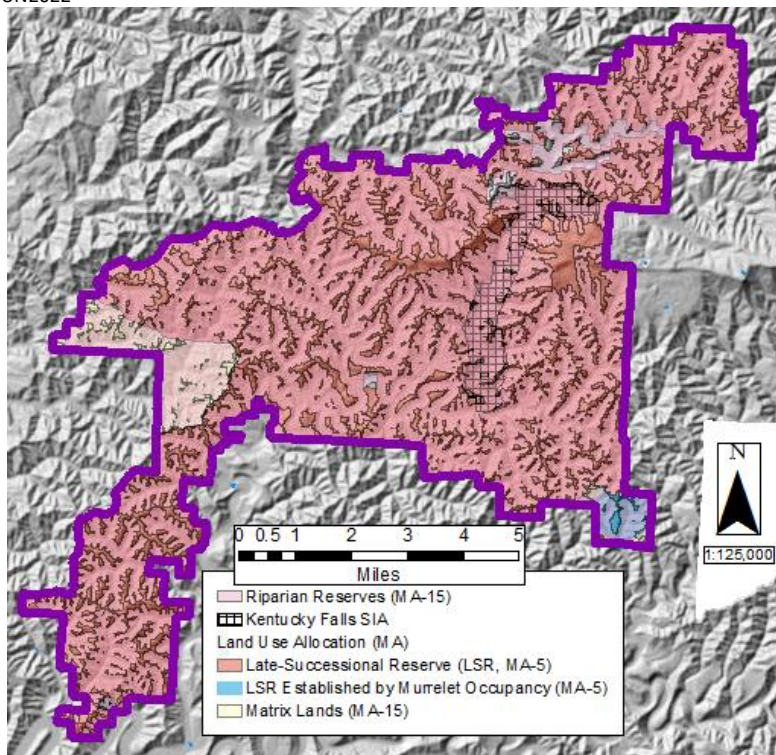 N
1:125,000
0 0.5 1 2 3 4 5
Miles
Riparian Reserves (MA-15)
Kentucky Falls SIA
Land Use Allocation (MA)
Late-Successional Reserve (LSR, MA-5)
LSR Established by Murrelet Occupancy (MA-5)
Matrix Lands (MA-15)